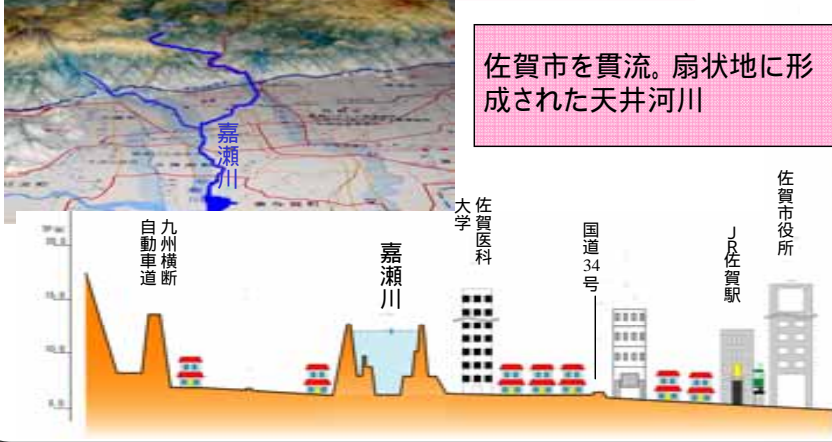 佐賀市を貫流。扇状地に形
成された天井河川
嘉瀬川
九州横断
自動車道
嘉瀬川
佐賀医科
大学
国道34号
JR佐賀駅
佐賀市役所